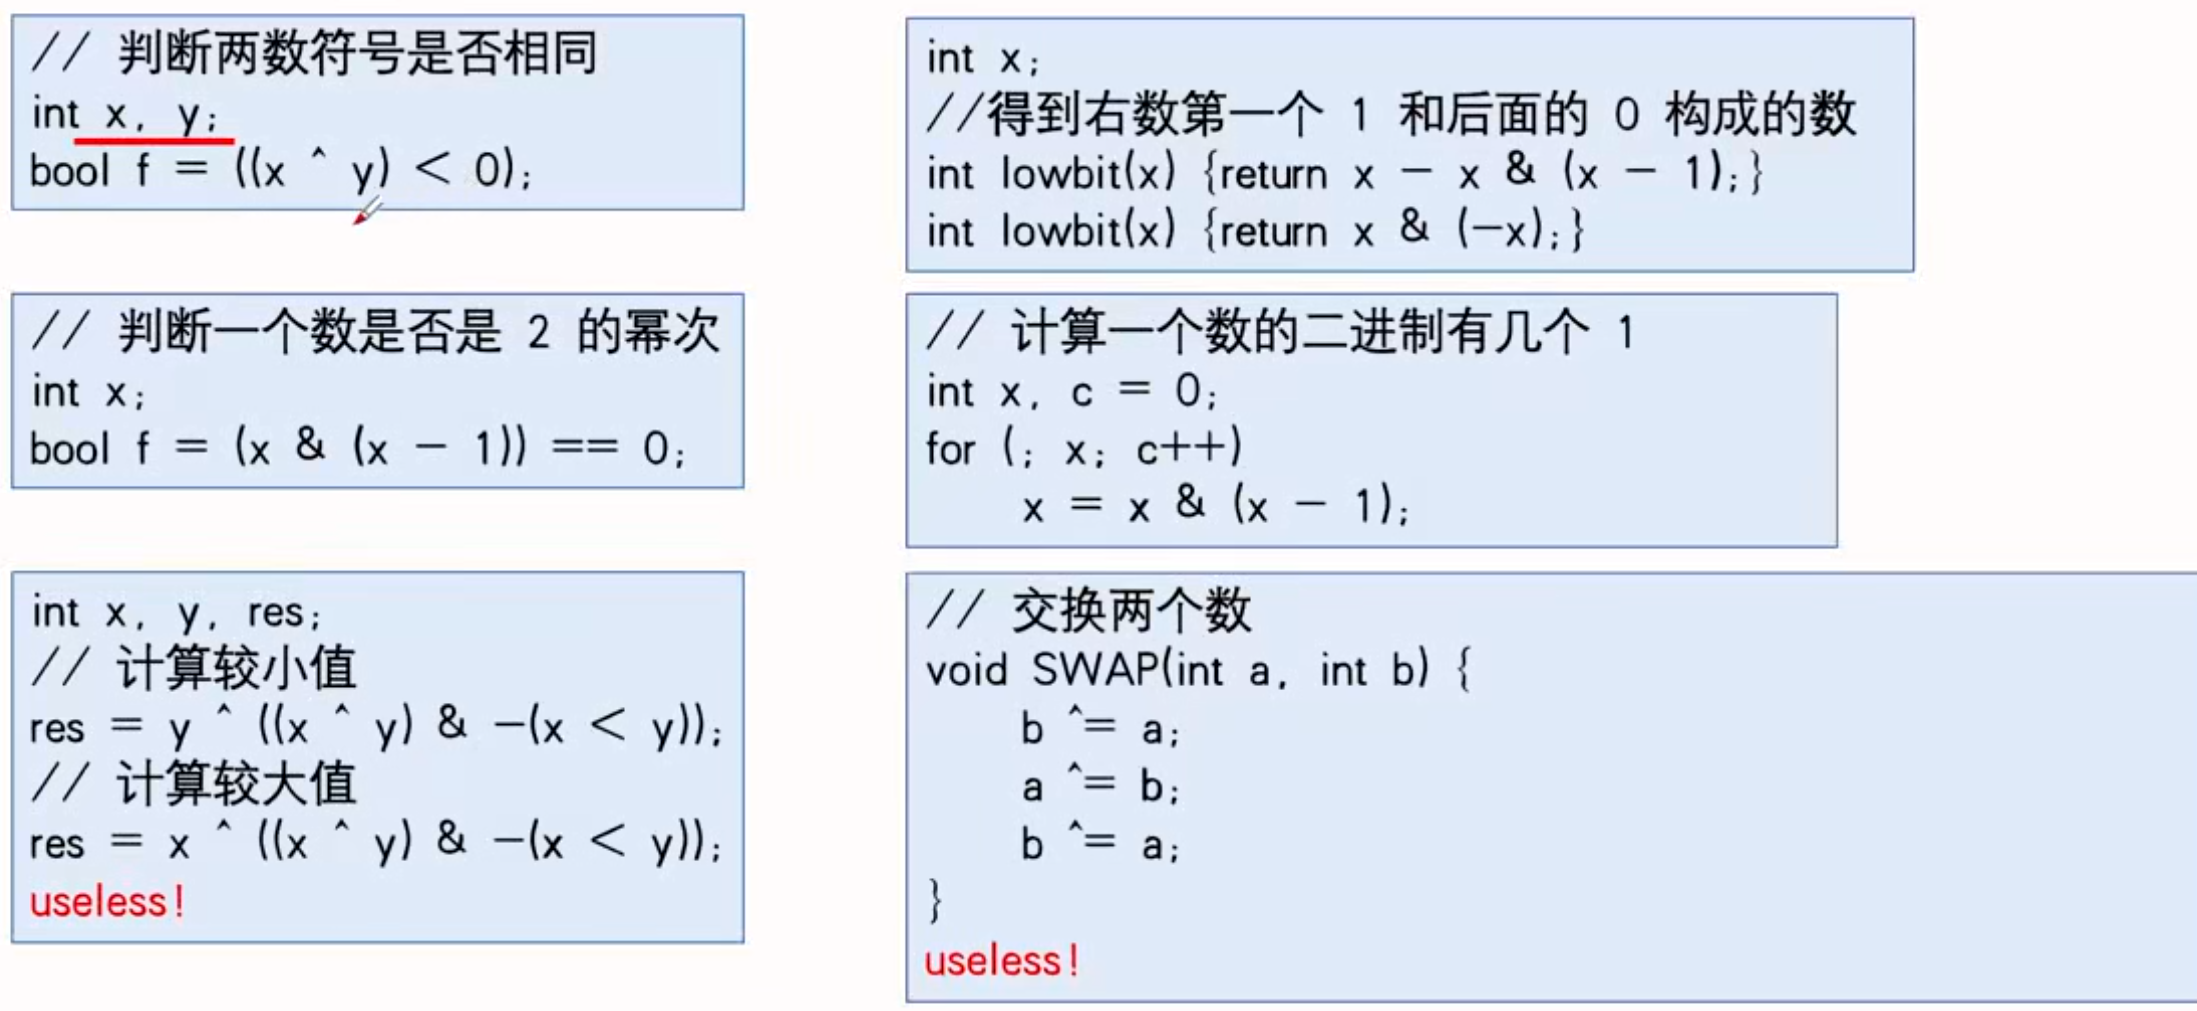 // 判断两数符号是否相同
int x, y;
bool f = ((x ^ y) < 0);
int x;
//得到右数第一个 1 和后面的 0 构成的数
int lowbit(x) {return x - x & (x - 1);}
int lowbit(x) {return x & (-x);}
// 判断一个数是否是 2 的幂次
int x;
bool f = (x & (x - 1)) == 0;
// 计算一个数的二进制有几个 1
int x, c = 0;
for (; x; c++)
    x = x & (x - 1);
int x, y, res;
// 计算较小值
res = y ^ ((x ^ y) & -(x < y));
// 计算较大值
res = x ^ ((x ^ y) & -(x < y));
useless!
// 交换两个数
void SWAP(int a, int b) {
    b ^= a;
    a ^= b;
    b ^= a;
}
useless!